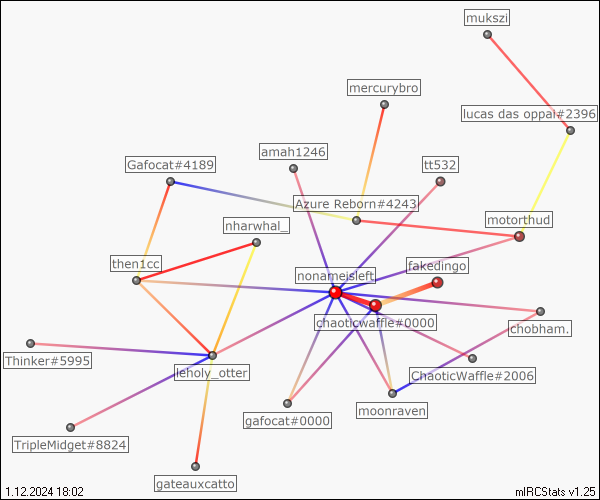 mukszi
mercurybro
lucas das oppai#2396
amah1246
Gafocat#4189
tt532
Azure Reborn#4243
nharwhal_
motorthud
then1cc
nonameisleft
fakedingo
chaoticwaffle#0000
chobham.
Thinker#5995
leholy_otter
ChaoticWaffle#2006
moonraven
gafocat#0000
TripleMidget#8824
gateauxcatto
1.12.2024 18:02
mIRCStats v1.25